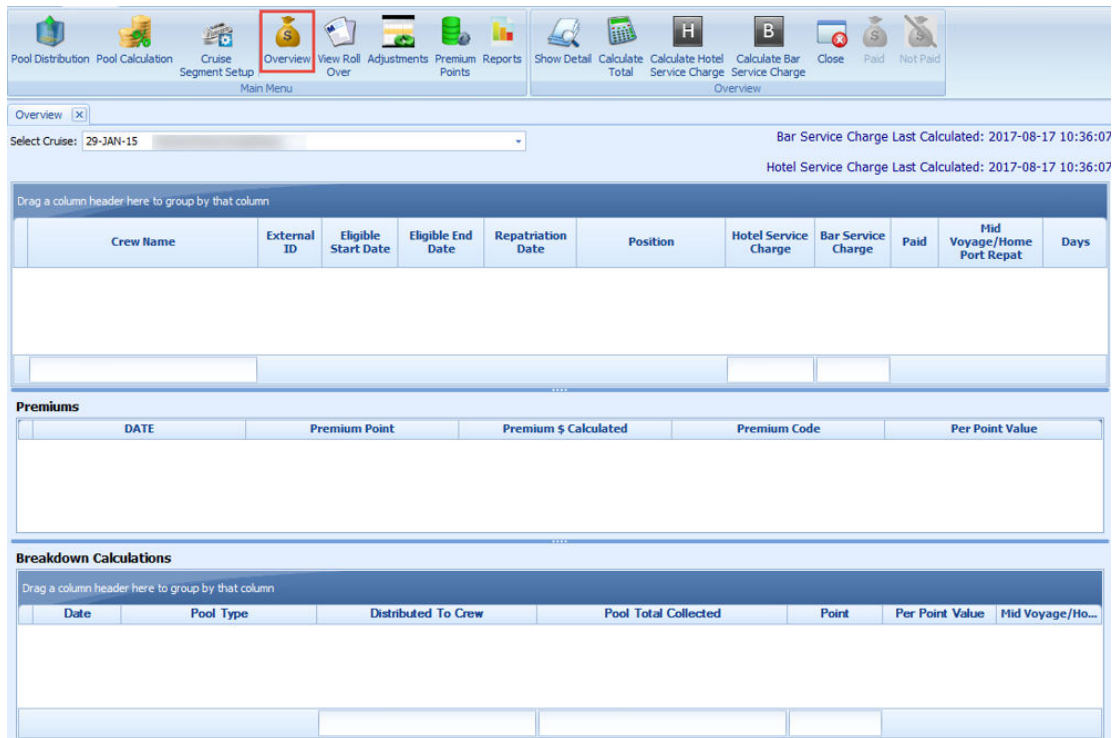 Pool Distribution Pool Calculation Cruise Segment Setup Overview View Roll Over Adjustments Premium Points Reports Show Detail Calculate Total Calculate Hotel Service Charge Calculate Bar Service Charge Close Paid Not Paid
Main Menu Overview
Overview
Select Cruise: 29-JAN-15
Bar Service Charge Last Calculated: 2017-08-17 10:36:07
Hotel Service Charge Last Calculated: 2017-08-17 10:36:07
Drag a column header here to group by that column
Crew Name External ID Eligible Start Date Eligible End Date Repatriation Date Position Hotel Service Charge Bar Service Charge Paid Mid Voyage/Home Port Repat Days
Premiums
DATE Premium Point Premium $ Calculated Premium Code Per Point Value
Breakdown Calculations
Drag a column header here to group by that column
Date Pool Type Distributed To Crew Pool Total Collected Point Per Point Value Mid Voyage/Ho...